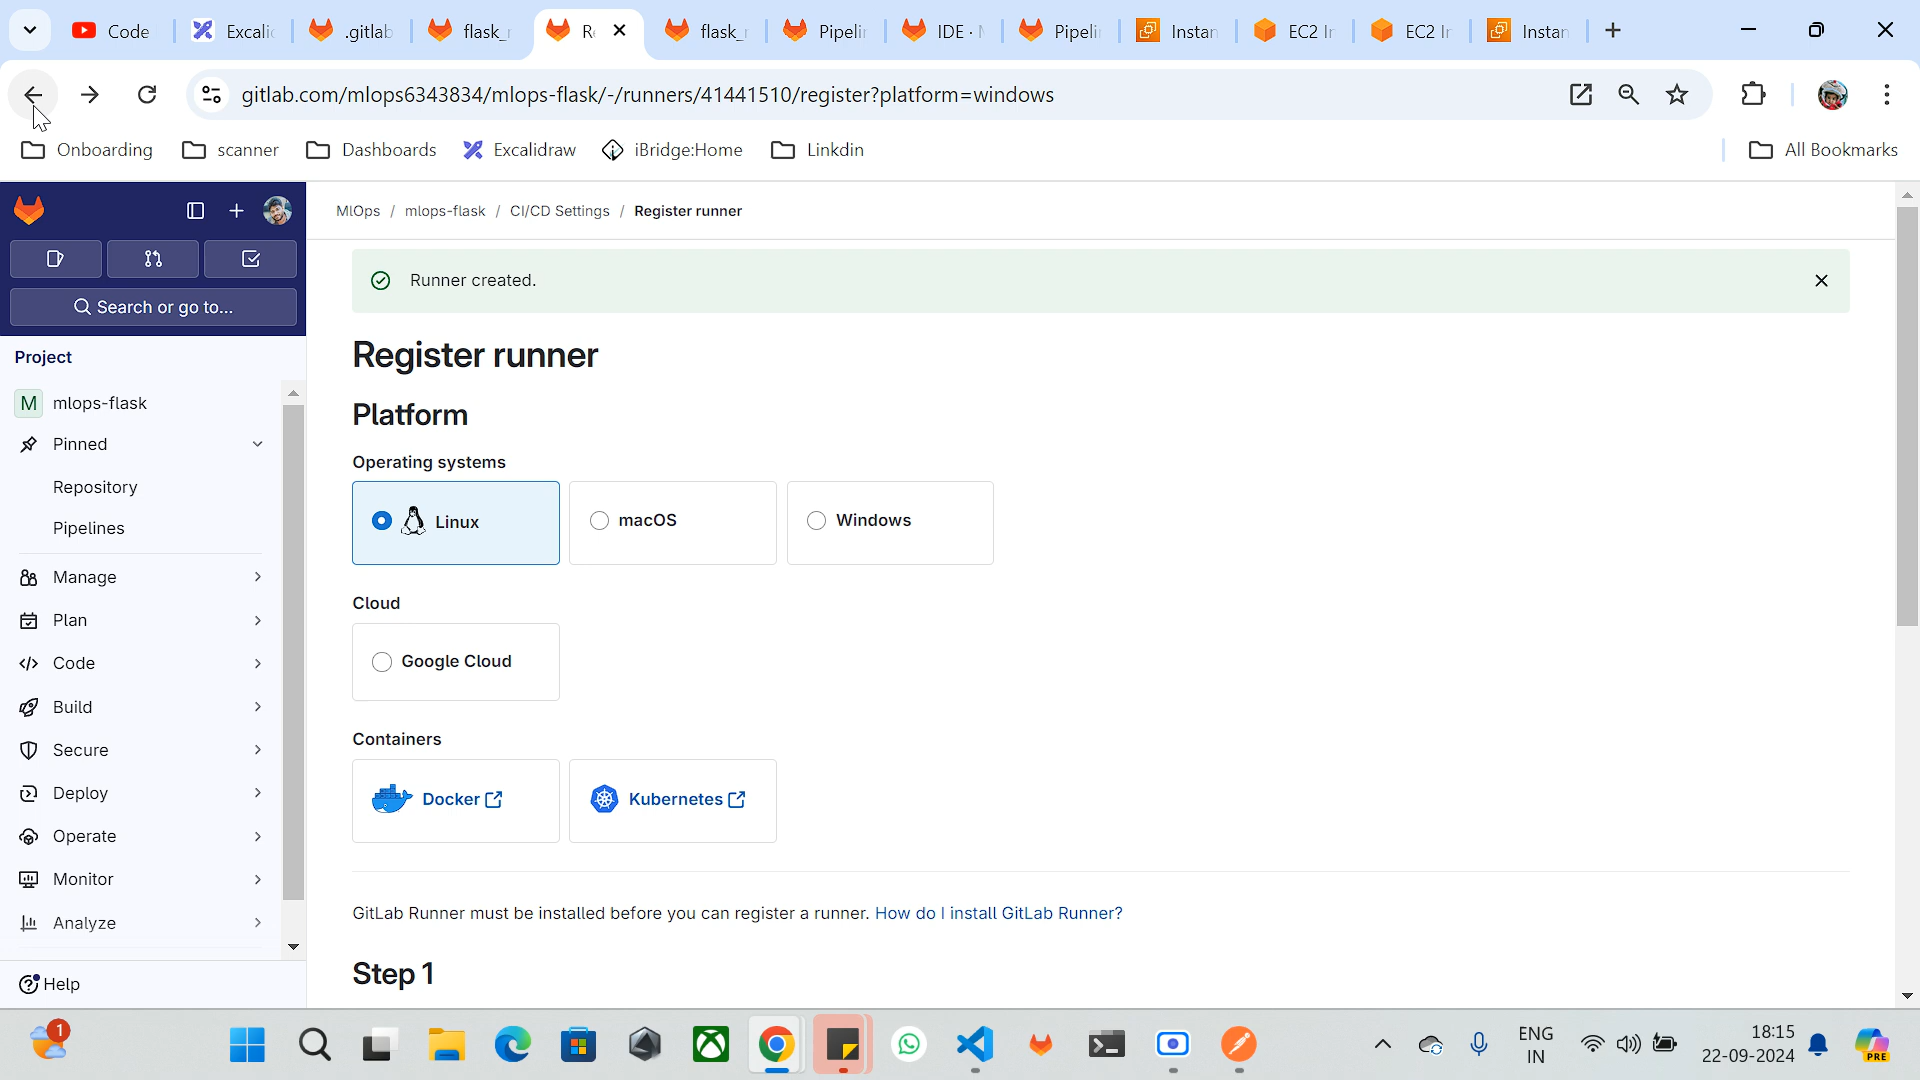 Code
Excali
.gitlab
flask_
Re
flask_
Pipeli
IDE · 
Pipeli
Instan
EC2 In
EC2 In
Instan
gitlab.com/mlops6343834/mlops-flask/-/runners/41441510/register?platform=windows
Onboarding
scanner
Dashboards
Excalidraw
iBridge:Home
Linkdin
All Bookmarks
MlOps / mlops-flask / CI/CD Settings / Register runner
Search or go to...
Project
M mlops-flask
Pinned
Repository
Pipelines
Manage
Plan
Code
Build
Secure
Deploy
Operate
Monitor
Analyze
Help
Runner created.
Register runner
Platform
Operating systems
Linux
macOS
Windows
Cloud
Google Cloud
Containers
Docker
Kubernetes
GitLab Runner must be installed before you can register a runner. How do I install GitLab Runner?
Step 1
1
ENG
IN
18:15
22-09-2024
PRE